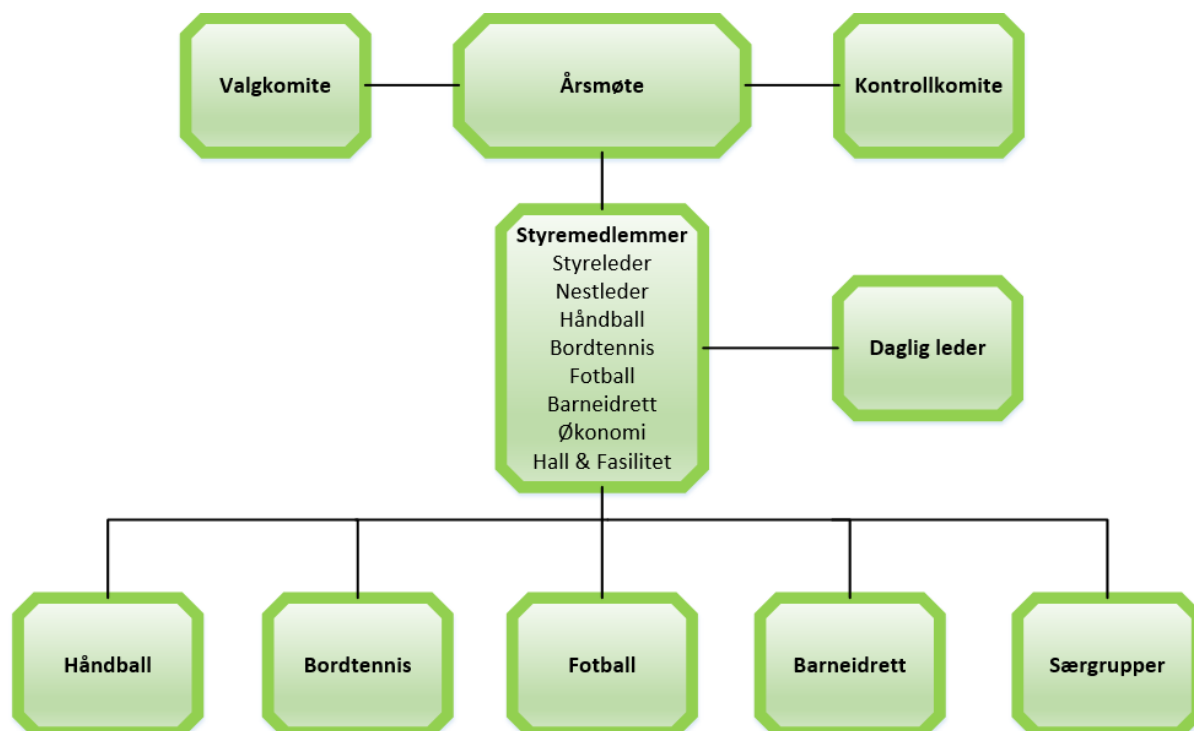 Valgkomite
Årsmøte
Kontrollkomite
Styremedlemmer
Styreleder
Nestleder
Håndball
Bordtennis
Fotball
Barneidrett
Økonomi
Hall & Fasilitet
Daglig leder
Håndball
Bordtennis
Fotball
Barneidrett
Særgrupper